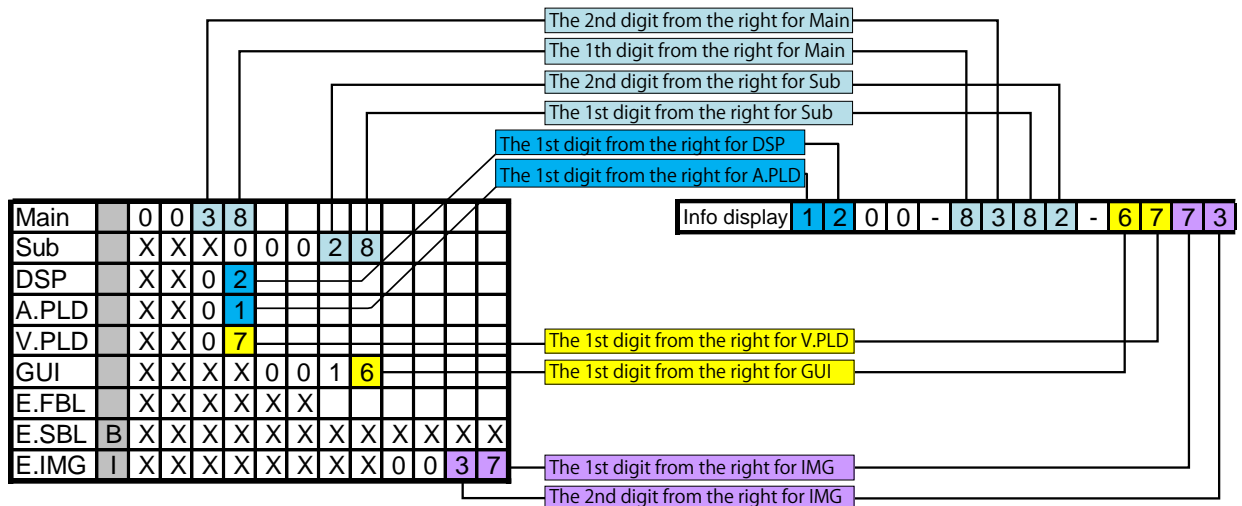 The 2nd digit from the right for Main
The 1th digit from the right for Main
The 2nd digit from the right for Sub
The 1st digit from the right for Sub
The 1st digit from the right for DSP
The 1st digit from the right for A.PLD
Main 0 0 3 8
Info display 1 2 0 0 - 8 3 8 2 - 6 7 7 3
Sub X X X 0 0 0 2 8
DSP X X 0 2
A.PLD X X 0 1
V.PLD X X 0 7
The 1st digit from the right for V.PLD
GUI X X X X 0 0 1 6
The 1st digit from the right for GUI
E.FBL X X X X X X
E.SBL B X X X X X X X X X X X X
E.IMG I X X X X X X X X 0 0 3 7
The 1st digit from the right for IMG
The 2nd digit from the right for IMG